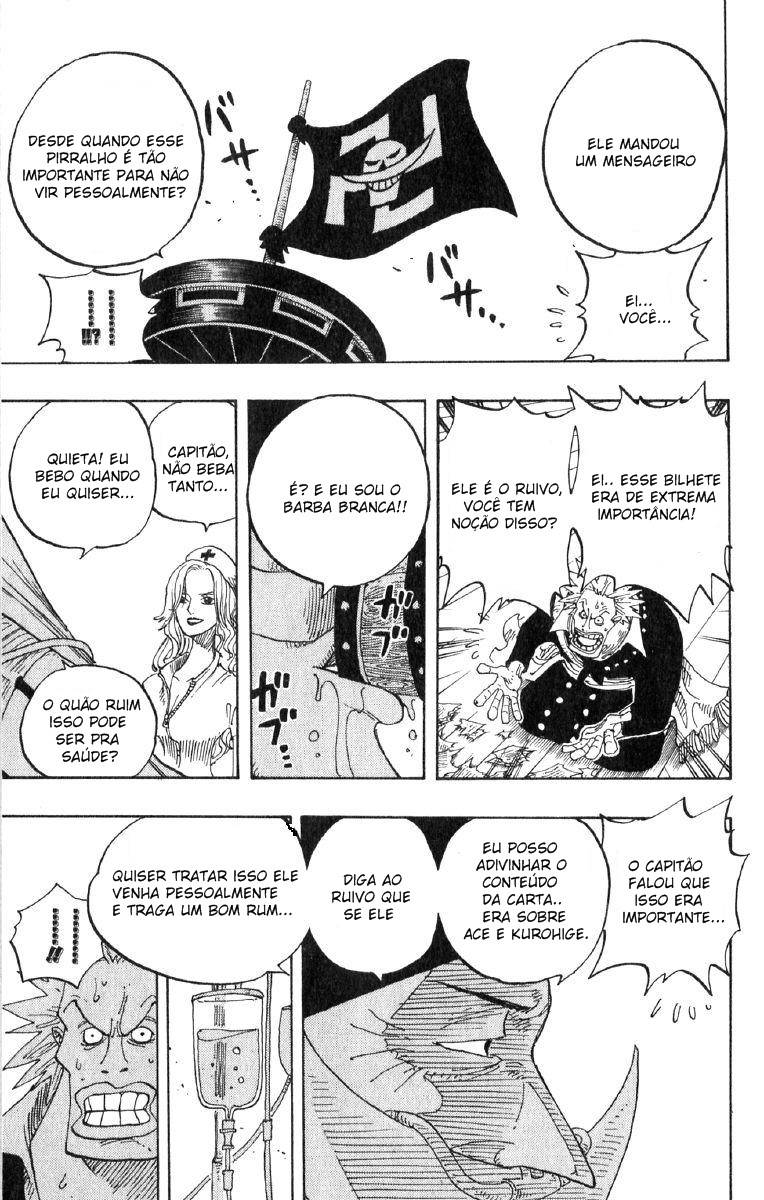 ELE MANDOU
UM MENSAGEIRO
EI...
VOCÊ...
DESDE QUANDO ESSE
PIRRALHO É TÃO
IMPORTANTE PARA NÃO
VIR PESSOALMENTE?
!!?
EI.. ESSE BILHETE
ERA DE EXTREMA
IMPORTÂNCIA!
ELE É O RUIVO,
VOCÊ TEM
NOÇÃO DISSO?
É? E EU SOU O
BARBA BRANCA!!
ガブ
ガブ
CAPITÃO,
NÃO BEBA
TANTO...
QUIETA! EU
BEBO QUANDO
EU QUISER...
O QUÃO RUIM
ISSO PODE
SER PRA
SAÚDE?
O CAPITÃO
FALOU QUE
ISSO ERA
IMPORTANTE...
EU POSSO
ADIVINHAR O
CONTEÚDO
DA CARTA..
ERA SOBRE
ACE E KUROHIGE.
DIGA AO
RUIVO QUE
SE ELE
QUISER TRATAR ISSO ELE
VENHA PESSOALMENTE
E TRAGA UM BOM RUM...